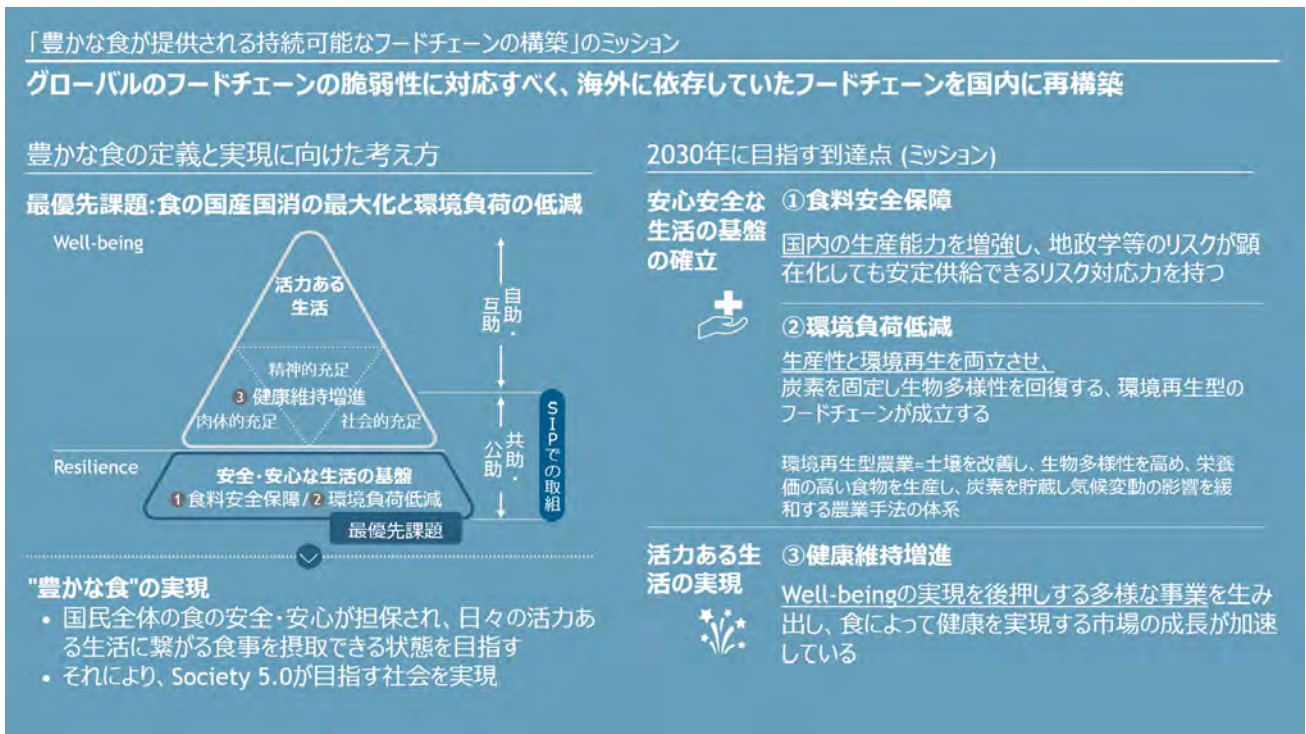 「豊かな食が提供される持続可能なフードチェーンの構築」のミッション
グローバルのフードチェーンの脆弱性に対応すべく、海外に依存していたフードチェーンを国内に再構築
豊かな食の定義と実現に向けた考え方
最優先課題:食の国産国消の最大化と環境負荷の低減
Well-being
活力ある
生活
精神的充足
❸ 健康維持増進
肉体的充足
社会的充足
Resilience
安全・安心な生活の基盤
❶ 食料安全保障/❷ 環境負荷低減
最優先課題
自助・
互助
共助・
公助
SIPでの取組
"豊かな食"の実現
• 国民全体の食の安全・安心が担保され、日々の活力あ
る生活に繋がる食事を摂取できる状態を目指す
• それにより、Society 5.0が目指す社会を実現
2030年に目指す到達点 (ミッション)
安心安全な
生活の基盤
の確立
①食料安全保障
国内の生産能力を増強し、地政学等のリスクが顕
在化しても安定供給できるリスク対応力を持つ
②環境負荷低減
生産性と環境再生を両立させ、
炭素を固定し生物多様性を回復する、環境再生型の
フードチェーンが成立する
環境再生型農業=土壌を改善し、生物多様性を高め、栄養
価の高い食物を生産し、炭素を貯蔵し気候変動の影響を緩
和する農業手法の体系
活力ある生
活の実現
③健康維持増進
Well-beingの実現を後押しする多様な事業を生み
出し、食によって健康を実現する市場の成長が加速
している